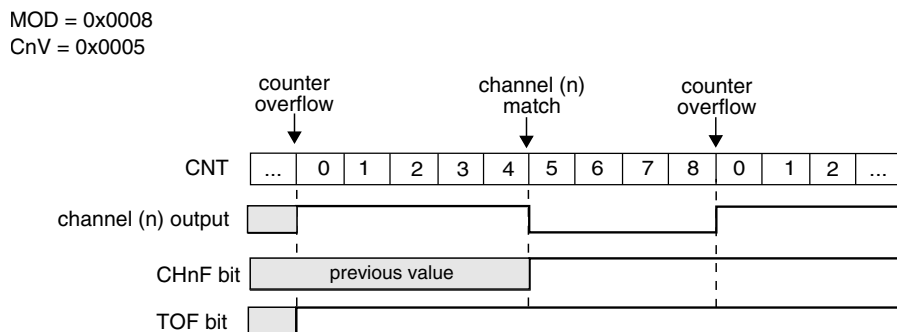 MOD = 0x0008
CnV = 0x0005
counter overflow
channel (n) match
counter overflow
CNT ... 0 1 2 3 4 5 6 7 8 0 1 2 ...
channel (n) output
CHnF bit previous value
TOF bit